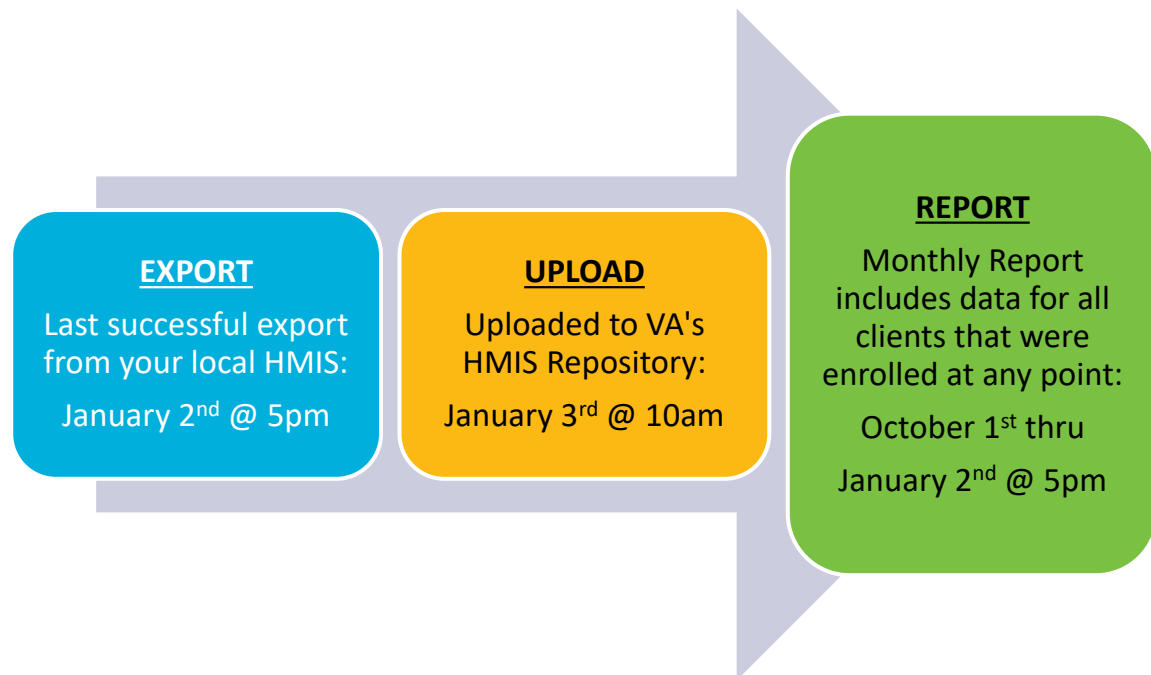 EXPORT
Last successful export
from your local HMIS:
January 2nd @ 5pm
UPLOAD
Uploaded to VA's
HMIS Repository:
January 3rd @ 10am
REPORT
Monthly Report
includes data for all
clients that were
enrolled at any point:
October 1st thru
January 2nd @ 5pm